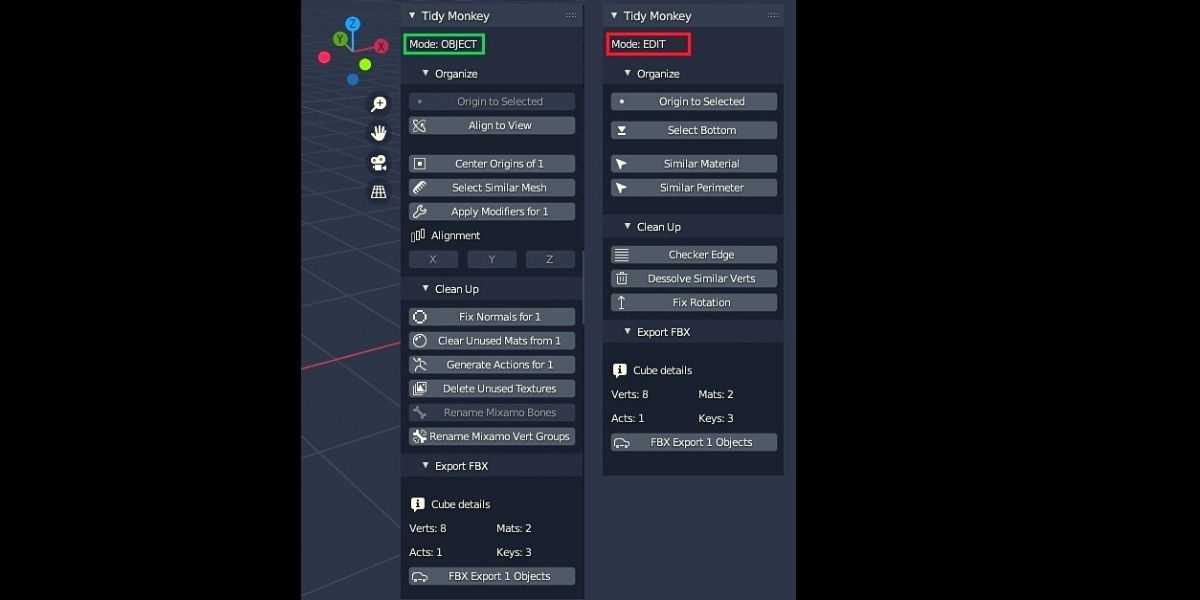 Z
Y
X
Tidy Monkey
Mode: OBJECT
Organize
Origin to Selected
Align to View
Center Origins of 1
Select Similar Mesh
Apply Modifiers for 1
Alignment
X Y Z
Clean Up
Fix Normals for 1
Clear Unused Mats from 1
Generate Actions for 1
Delete Unused Textures
Rename Mixamo Bones
Rename Mixamo Vert Groups
Export FBX
Cube details
Verts: 8 Mats: 2
Acts: 1 Keys: 3
FBX Export 1 Objects
Tidy Monkey
Mode: EDIT
Organize
Origin to Selected
Select Bottom
Similar Material
Similar Perimeter
Clean Up
Checker Edge
Dessolve Similar Verts
Fix Rotation
Export FBX
Cube details
Verts: 8 Mats: 2
Acts: 1 Keys: 3
FBX Export 1 Objects